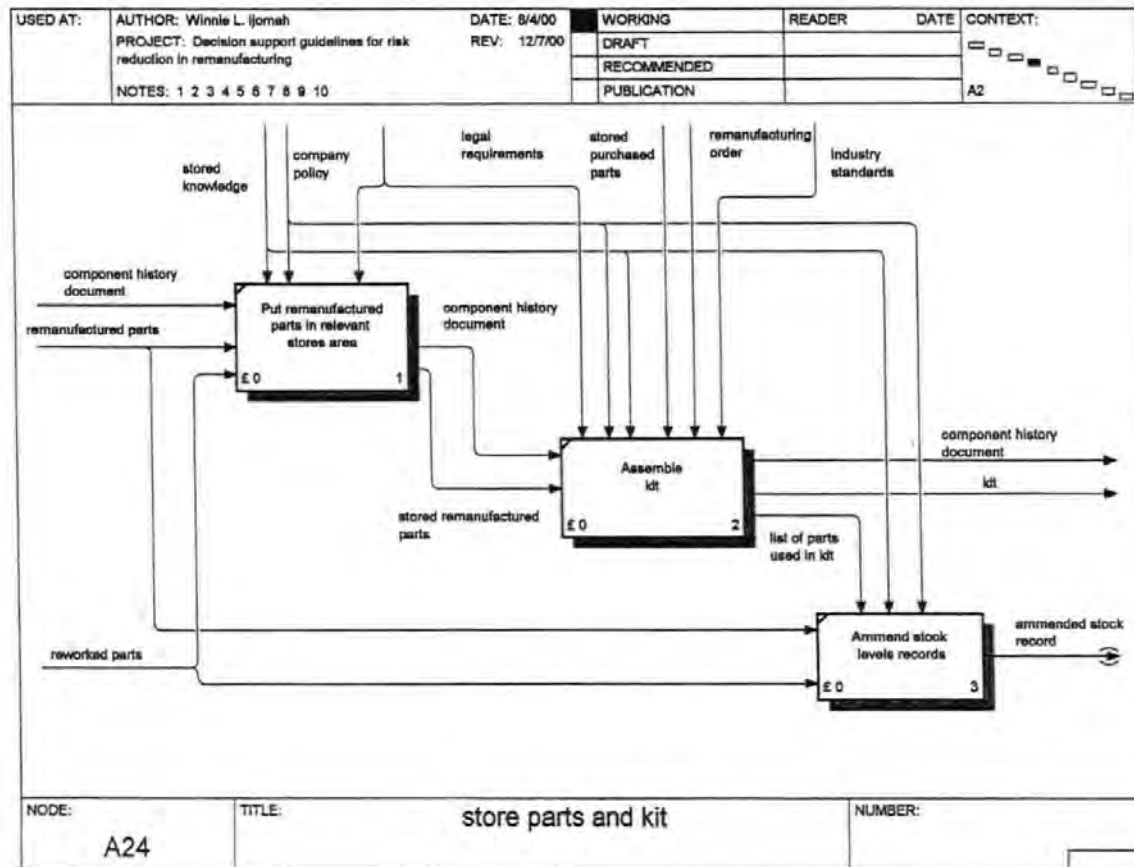 USED AT:
AUTHOR: Winnie L. Ijomah
DATE: 8/4/00
PROJECT: Decision support guidelines for risk
reduction in remanufacturing
REV: 12/7/00
NOTES: 1 2 3 4 5 6 7 8 9 10
WORKING
DRAFT
RECOMMENDED
PUBLICATION
READER
DATE
CONTEXT:
A2
stored
knowledge
company
policy
legal
requirements
stored
purchased
parts
remanufacturing
order
industry
standards
component history
document
remanufactured parts
Put remanufactured
parts in relevant
stores area
£ 0
1
component history
document
stored remanufactured
parts
Assemble
kit
£ 0
2
component history
document
kit
list of parts
used in kit
reworked parts
Ammend stock
levels records
£ 0
3
ammended stock
record
NODE:
A24
TITLE:
store parts and kit
NUMBER: